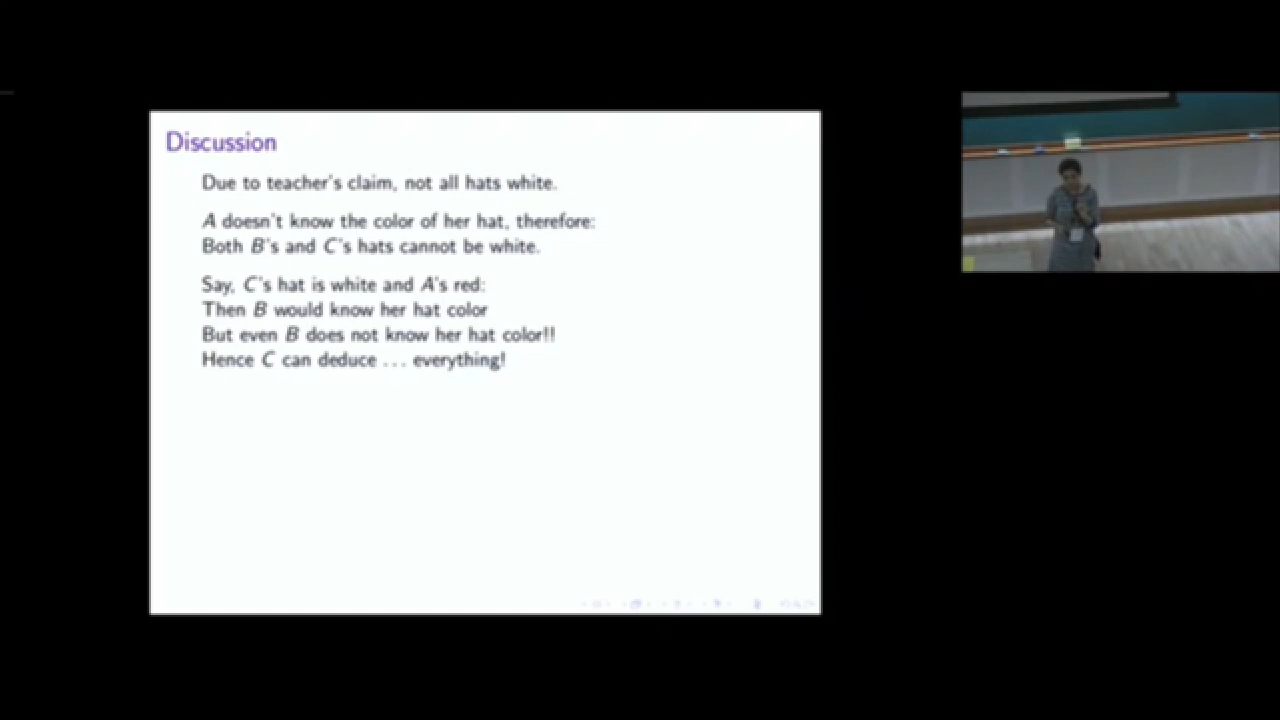 Discussion
Due to teacher's claim, not all hats white.
A doesn't know the color of her hat, therefore:
Both B's and C's hats cannot be white.
Say, C's hat is white and A's red:
Then B would know her hat color
But even B does not know her hat color!!
Hence C can deduce ... everything!